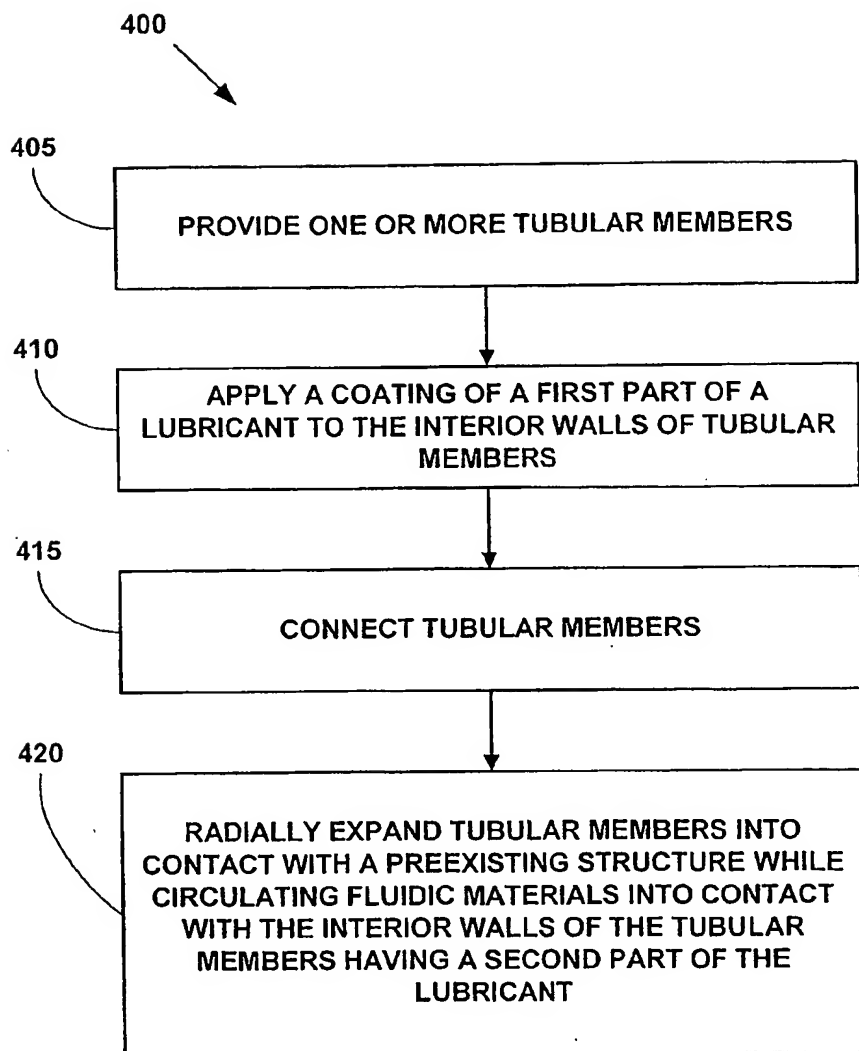 400
405
PROVIDE ONE OR MORE TUBULAR MEMBERS
410
APPLY A COATING OF A FIRST PART OF A
LUBRICANT TO THE INTERIOR WALLS OF TUBULAR
MEMBERS
415
CONNECT TUBULAR MEMBERS
420
RADIALLY EXPAND TUBULAR MEMBERS INTO
CONTACT WITH A PREEXISTING STRUCTURE WHILE
CIRCULATING FLUIDIC MATERIALS INTO CONTACT
WITH THE INTERIOR WALLS OF THE TUBULAR
MEMBERS HAVING A SECOND PART OF THE
LUBRICANT